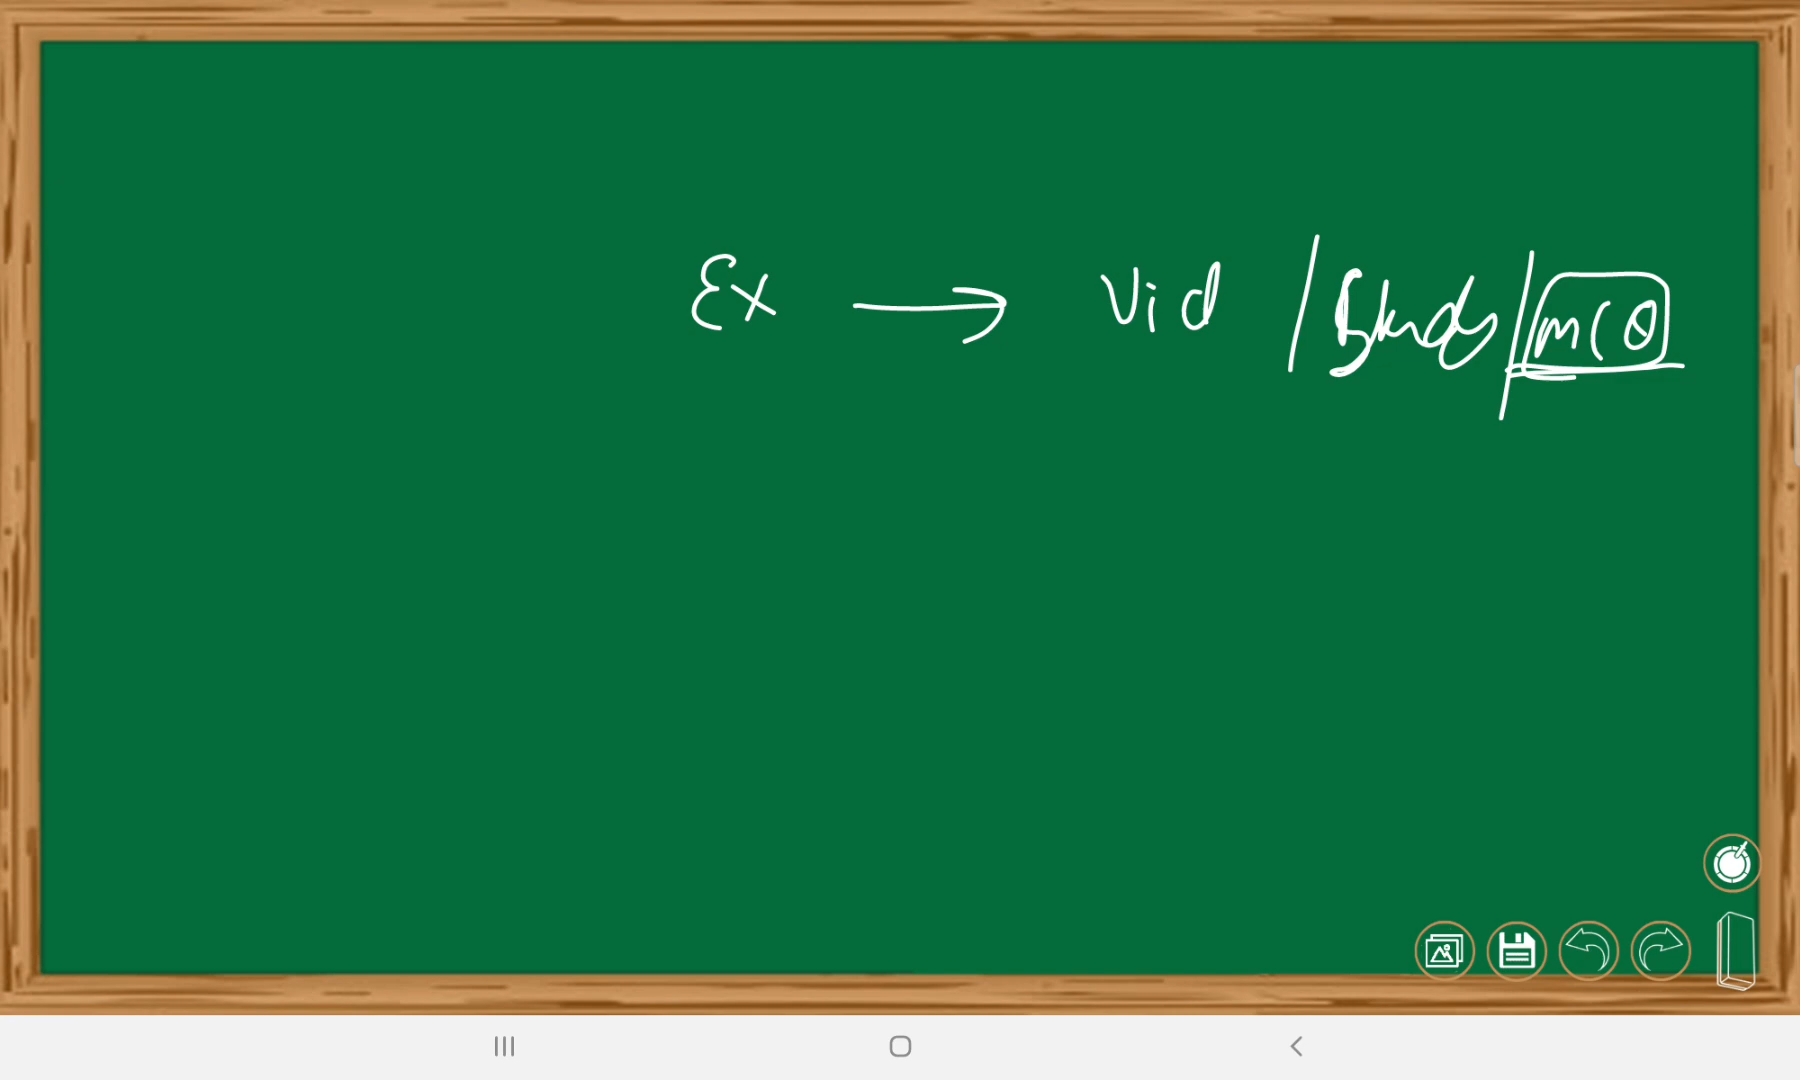 Ex → Vid / Study / MCQ